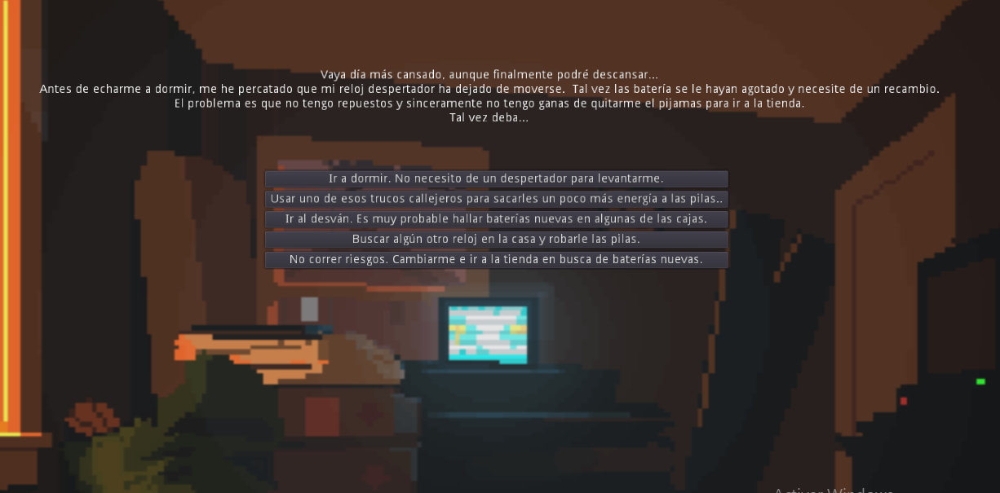 Vaya día más cansado, aunque finalmente podré descansar...
Antes de echarme a dormir, me he percatado que mi reloj despertador ha dejado de moverse. Tal vez las batería se le hayan agotado y necesite de un recambio.
El problema es que no tengo repuestos y sinceramente no tengo ganas de quitarme el pijamas para ir a la tienda.
Tal vez deba...
Ir a dormir. No necesito de un despertador para levantarme.
Usar uno de esos trucos callejeros para sacarles un poco más energía a las pilas..
Ir al desván. Es muy probable hallar baterías nuevas en algunas de las cajas.
Buscar algún otro reloj en la casa y robarle las pilas.
No correr riesgos. Cambiarme e ir a la tienda en busca de baterías nuevas.
Activar Windows